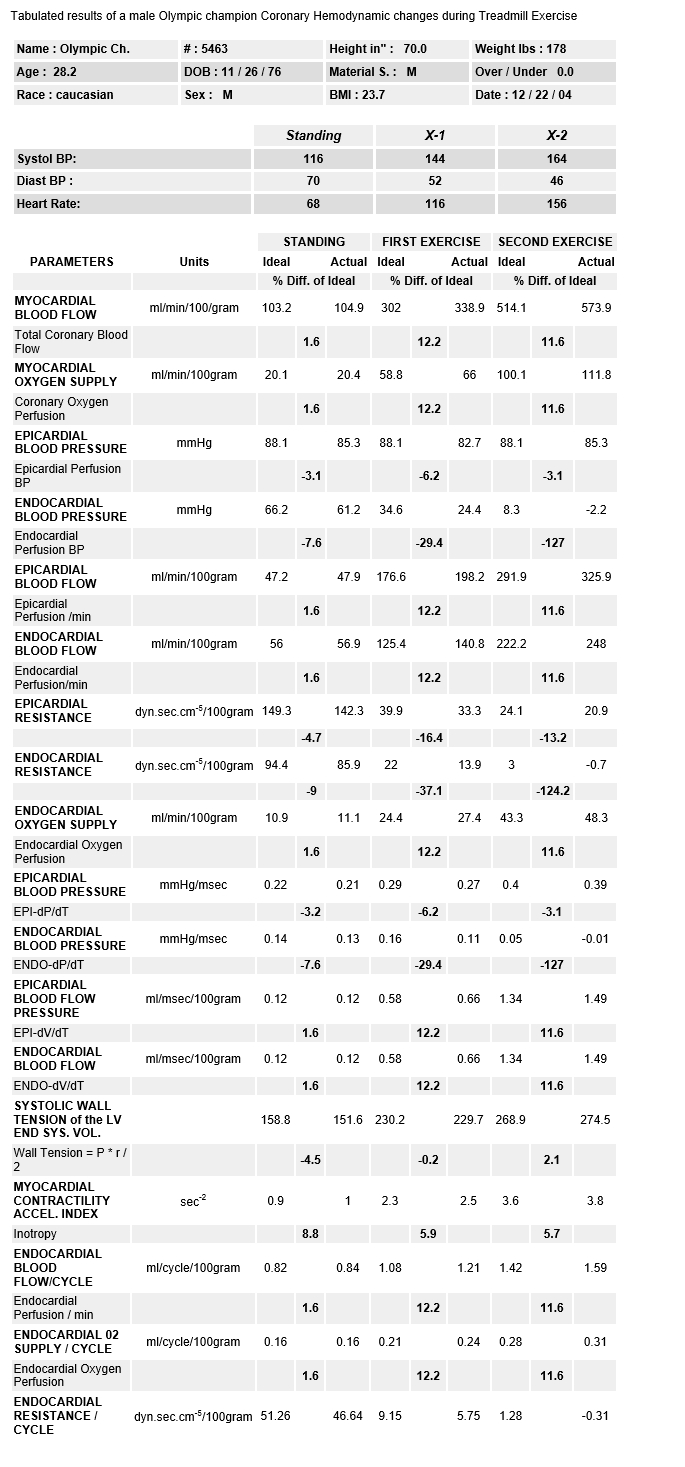 Tabulated results of a male Olympic champion Coronary Hemodynamic changes during Treadmill Exercise
Name : Olympic Ch. # : 5463 Height in" : 70.0 Weight lbs : 178
Age : 28.2 DOB : 11 / 26 / 76 Material S. : M Over / Under 0.0
Race : caucasian Sex : M BMI : 23.7 Date : 12 / 22 / 04
Standing X-1 X-2
Systol BP: 116 144 164
Diast BP : 70 52 46
Heart Rate: 68 116 156
STANDING FIRST EXERCISE SECOND EXERCISE
PARAMETERS Units Ideal Actual Ideal Actual Ideal Actual
% Diff. of Ideal % Diff. of Ideal % Diff. of Ideal
MYOCARDIAL
BLOOD FLOW ml/min/100/gram 103.2 104.9 302 338.9 514.1 573.9
Total Coronary Blood
Flow 1.6 12.2 11.6
MYOCARDIAL
OXYGEN SUPPLY ml/min/100gram 20.1 20.4 58.8 66 100.1 111.8
Coronary Oxygen
Perfusion 1.6 12.2 11.6
EPICARDIAL
BLOOD PRESSURE mmHg 88.1 85.3 88.1 82.7 88.1 85.3
Epicardial Perfusion
BP -3.1 -6.2 -3.1
ENDOCARDIAL
BLOOD PRESSURE mmHg 66.2 61.2 34.6 24.4 8.3 -2.2
Endocardial
Perfusion BP -7.6 -29.4 -127
EPICARDIAL
BLOOD FLOW ml/min/100gram 47.2 47.9 176.6 198.2 291.9 325.9
Epicardial
Perfusion /min 1.6 12.2 11.6
ENDOCARDIAL
BLOOD FLOW ml/min/100gram 56 56.9 125.4 140.8 222.2 248
Endocardial
Perfusion/min 1.6 12.2 11.6
EPICARDIAL
RESISTANCE dyn.sec.cm⁻⁵/100gram 149.3 142.3 39.9 33.3 24.1 20.9
-4.7 -16.4 -13.2
ENDOCARDIAL
RESISTANCE dyn.sec.cm⁻⁵/100gram 94.4 85.9 22 13.9 3 -0.7
-9 -37.1 -124.2
ENDOCARDIAL
OXYGEN SUPPLY ml/min/100gram 10.9 11.1 24.4 27.4 43.3 48.3
Endocardial Oxygen
Perfusion 1.6 12.2 11.6
EPICARDIAL
BLOOD PRESSURE mmHg/msec 0.22 0.21 0.29 0.27 0.4 0.39
EPI-dP/dT -3.2 -6.2 -3.1
ENDOCARDIAL
BLOOD PRESSURE mmHg/msec 0.14 0.13 0.16 0.11 0.05 -0.01
ENDO-dP/dT -7.6 -29.4 -127
EPICARDIAL
BLOOD FLOW ml/msec/100gram 0.12 0.12 0.58 0.66 1.34 1.49
PRESSURE
EPI-dV/dT 1.6 12.2 11.6
ENDOCARDIAL
BLOOD FLOW ml/msec/100gram 0.12 0.12 0.58 0.66 1.34 1.49
ENDO-dV/dT 1.6 12.2 11.6
SYSTOLIC WALL
TENSION of the LV 158.8 151.6 230.2 229.7 268.9 274.5
END SYS. VOL.
Wall Tension = P * r /
2 -4.5 -0.2 2.1
MYOCARDIAL
CONTRACTILITY sec⁻² 0.9 1 2.3 2.5 3.6 3.8
ACCEL. INDEX
Inotropy 8.8 5.9 5.7
ENDOCARDIAL
BLOOD ml/cycle/100gram 0.82 0.84 1.08 1.21 1.42 1.59
FLOW/CYCLE
Endocardial
Perfusion / min 1.6 12.2 11.6
ENDOCARDIAL 02
SUPPLY / CYCLE ml/cycle/100gram 0.16 0.16 0.21 0.24 0.28 0.31
Endocardial Oxygen
Perfusion 1.6 12.2 11.6
ENDOCARDIAL
RESISTANCE / dyn.sec.cm⁻⁵/100gram 51.26 46.64 9.15 5.75 1.28 -0.31
CYCLE